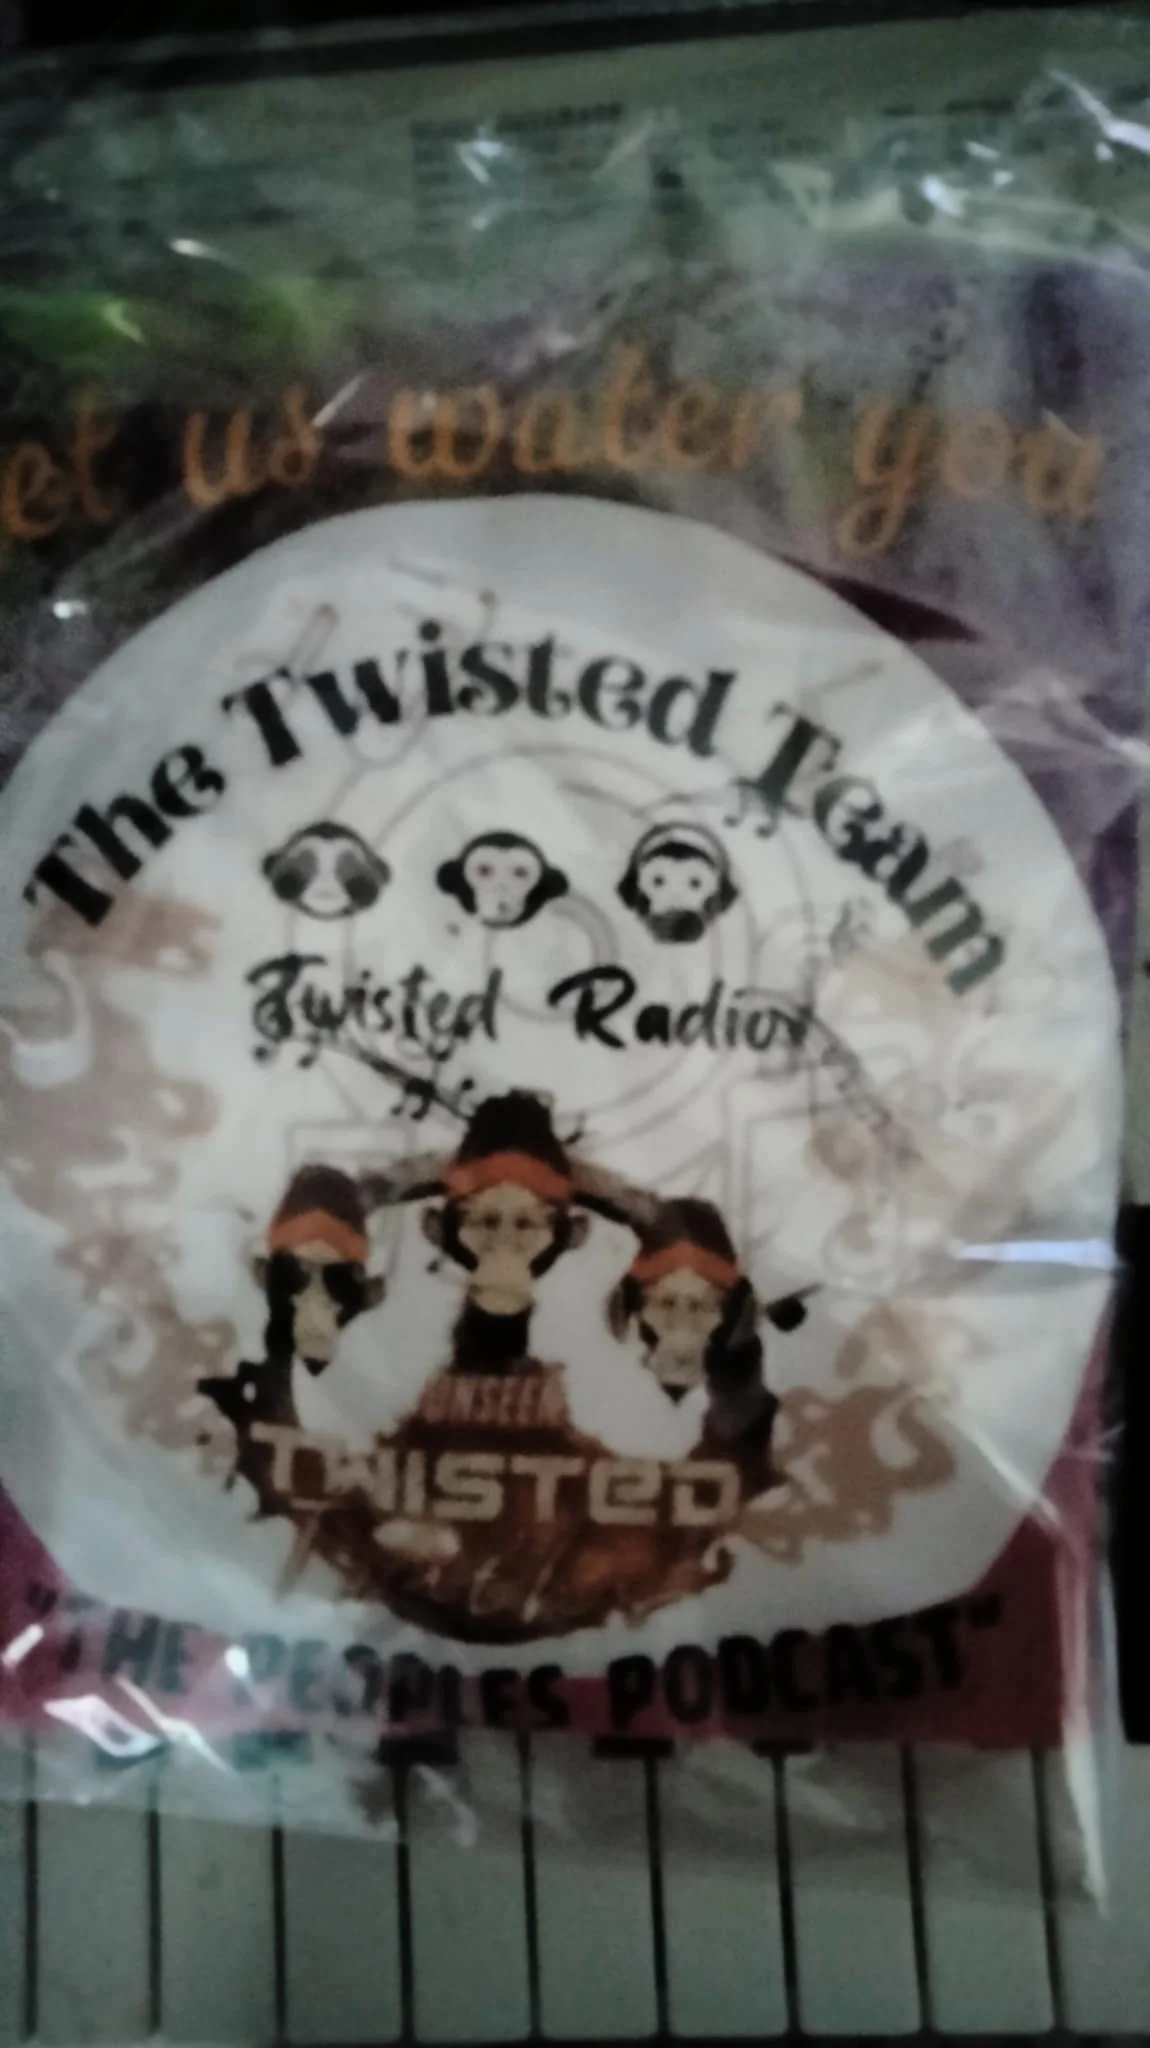 et us water you
The Twisted Team
Twisted Radio
UNSEEN
TWISTED
"THE PEOPLES PODCAST"